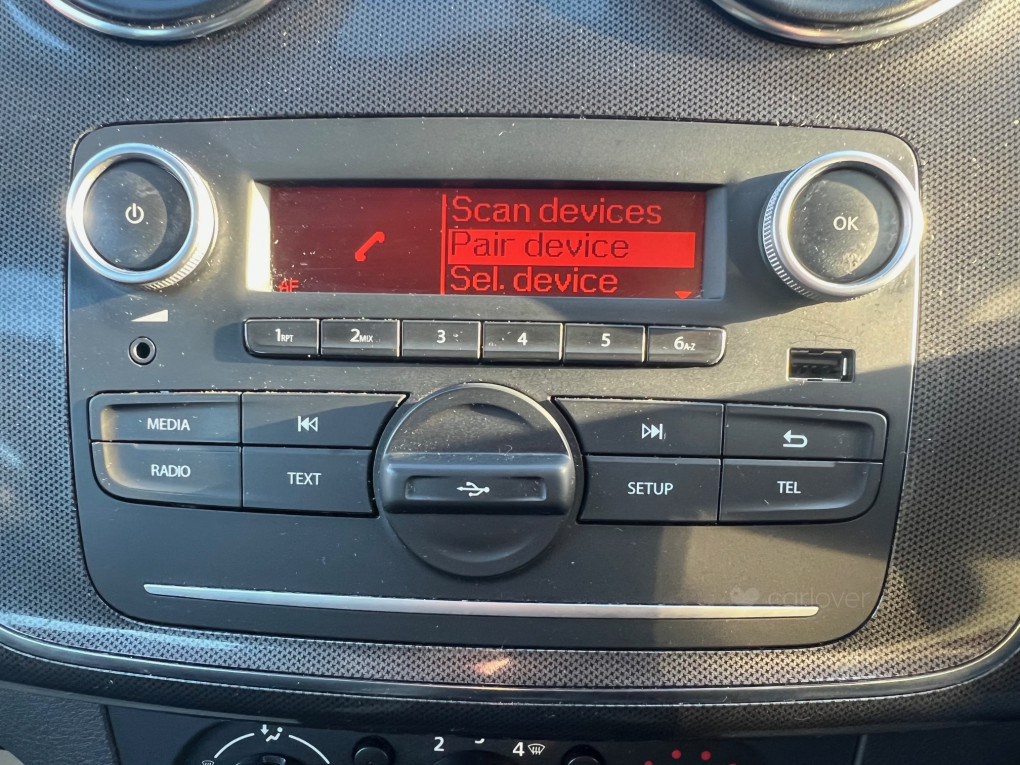 Scan devices
Pair device
Sel. device
AF
OK
1RPT
2MIX
3
4
5
6A-Z
MEDIA
RADIO
TEXT
SETUP
TEL
carlover
2
4